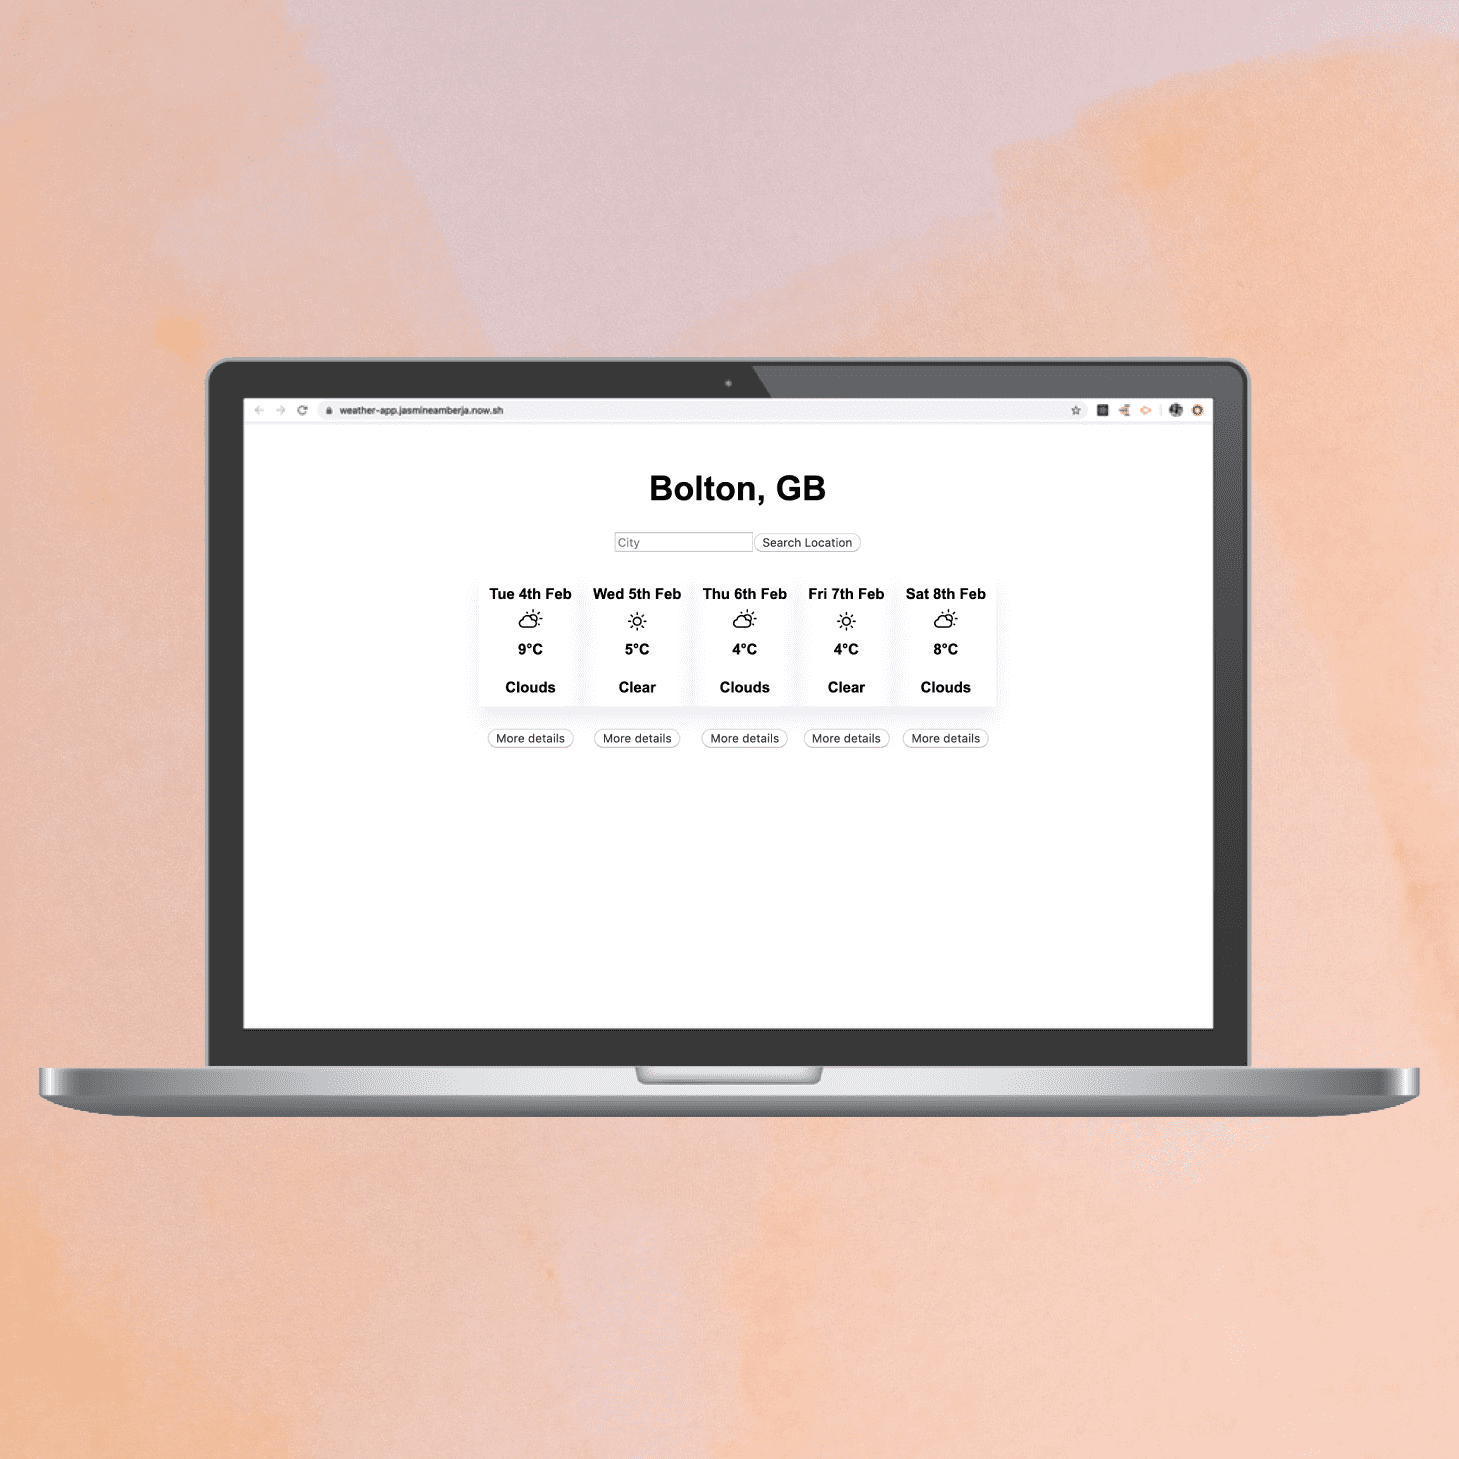 weather-app.jasmineamberja.now.sh
Bolton, GB
City Search Location
Tue 4th Feb Wed 5th Feb Thu 6th Feb Fri 7th Feb Sat 8th Feb
9°C 5°C 4°C 4°C 8°C
Clouds Clear Clouds Clear Clouds
More details More details More details More details More details